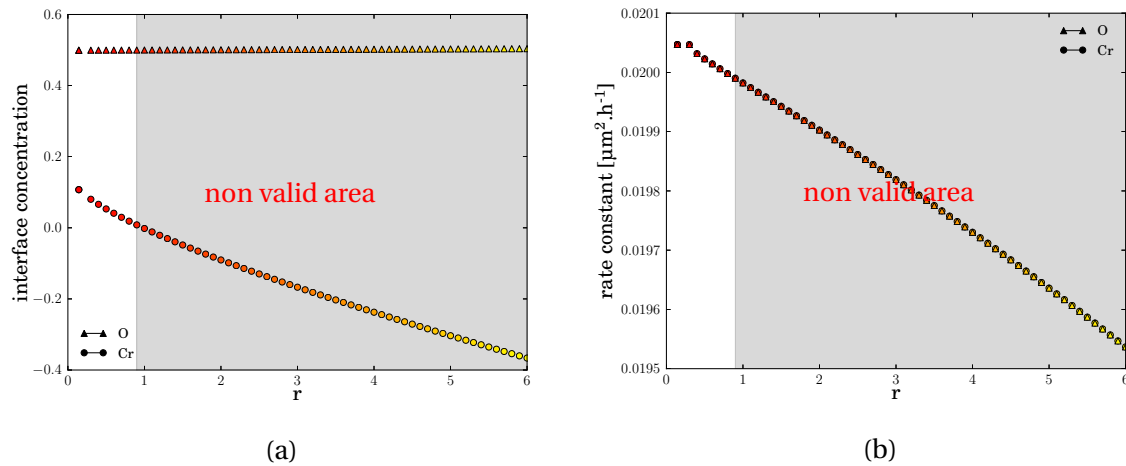 0.6
0.4
0.2
0.0
−0.2
−0.4
interface concentration
non valid area
O
Cr
0 1 2 3 4 5 6
r
(a)
0.0201
0.0200
0.0199
0.0198
0.0197
0.0196
0.0195
rate constant [µm².h⁻¹]
O
Cr
non valid area
0 1 2 3 4 5 6
r
(b)